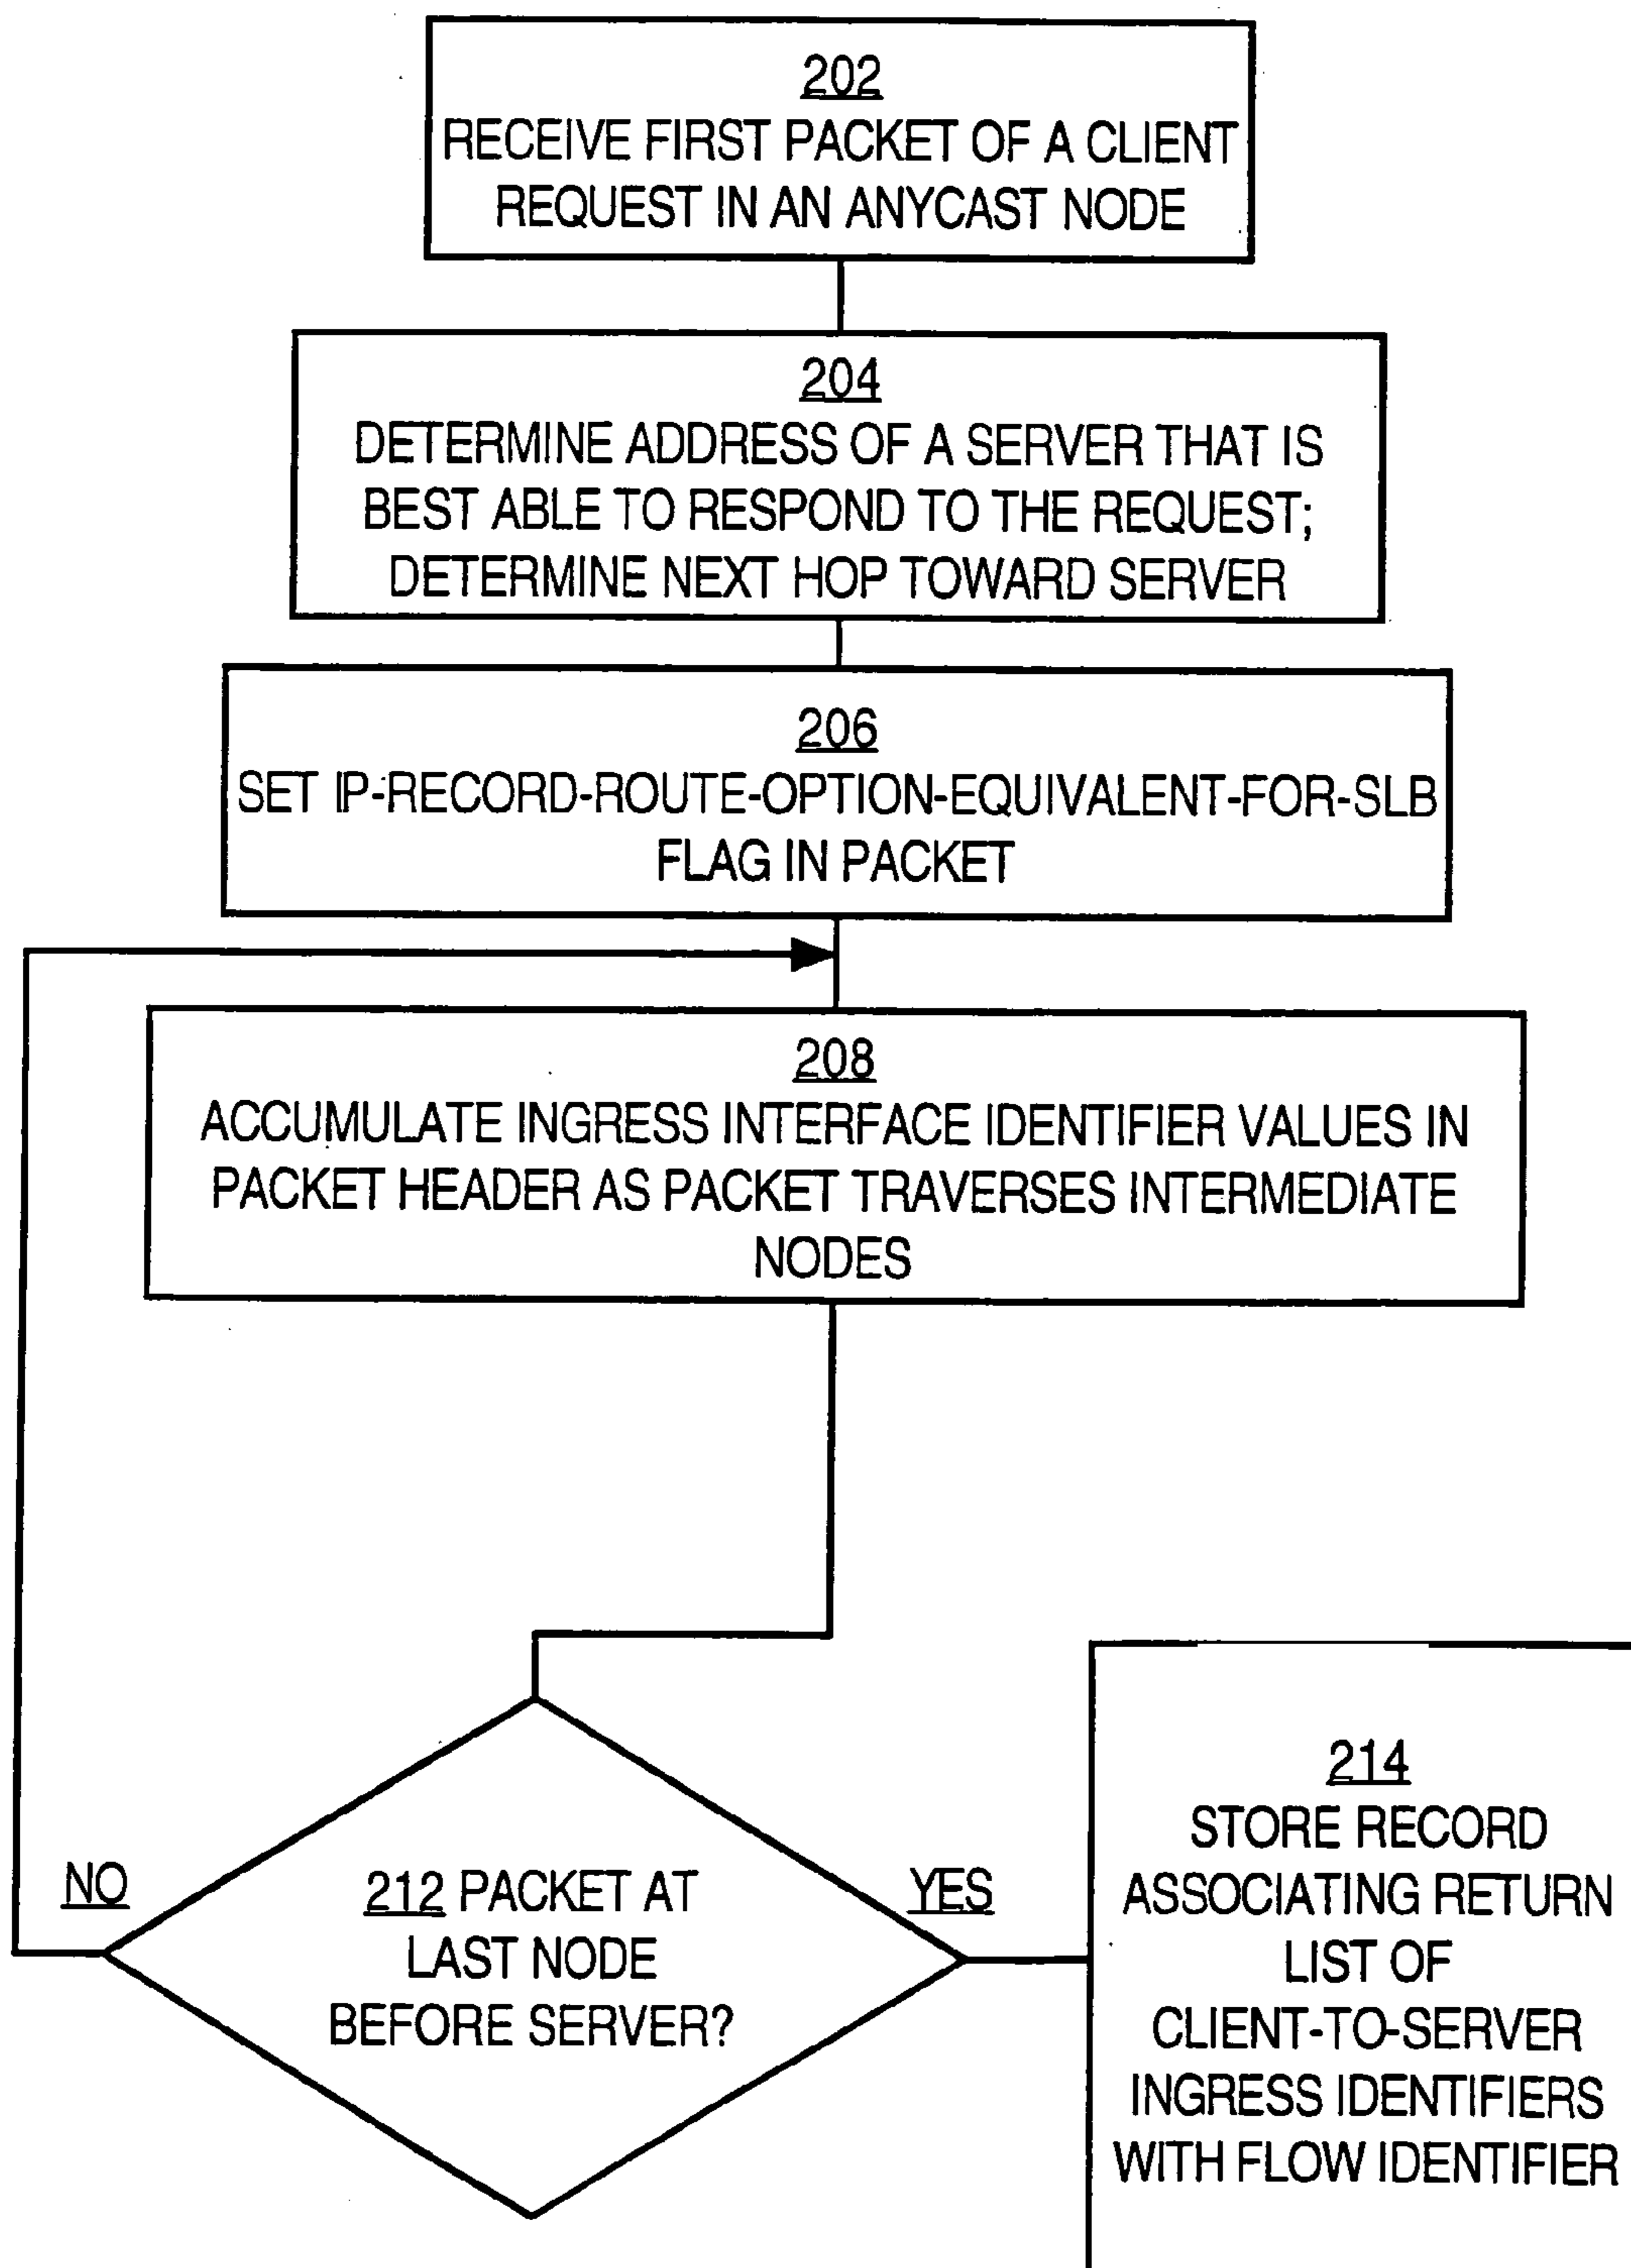 202
RECEIVE FIRST PACKET OF A CLIENT
REQUEST IN AN ANYCAST NODE
204
DETERMINE ADDRESS OF A SERVER THAT IS
BEST ABLE TO RESPOND TO THE REQUEST;
DETERMINE NEXT HOP TOWARD SERVER
206
SET IP-RECORD-ROUTE-OPTION-EQUIVALENT-FOR-SLB
FLAG IN PACKET
208
ACCUMULATE INGRESS INTERFACE IDENTIFIER VALUES IN
PACKET HEADER AS PACKET TRAVERSES INTERMEDIATE
NODES
NO
212 PACKET AT
LAST NODE
BEFORE SERVER?
YES
214
STORE RECORD
ASSOCIATING RETURN
LIST OF
CLIENT-TO-SERVER
INGRESS IDENTIFIERS
WITH FLOW IDENTIFIER